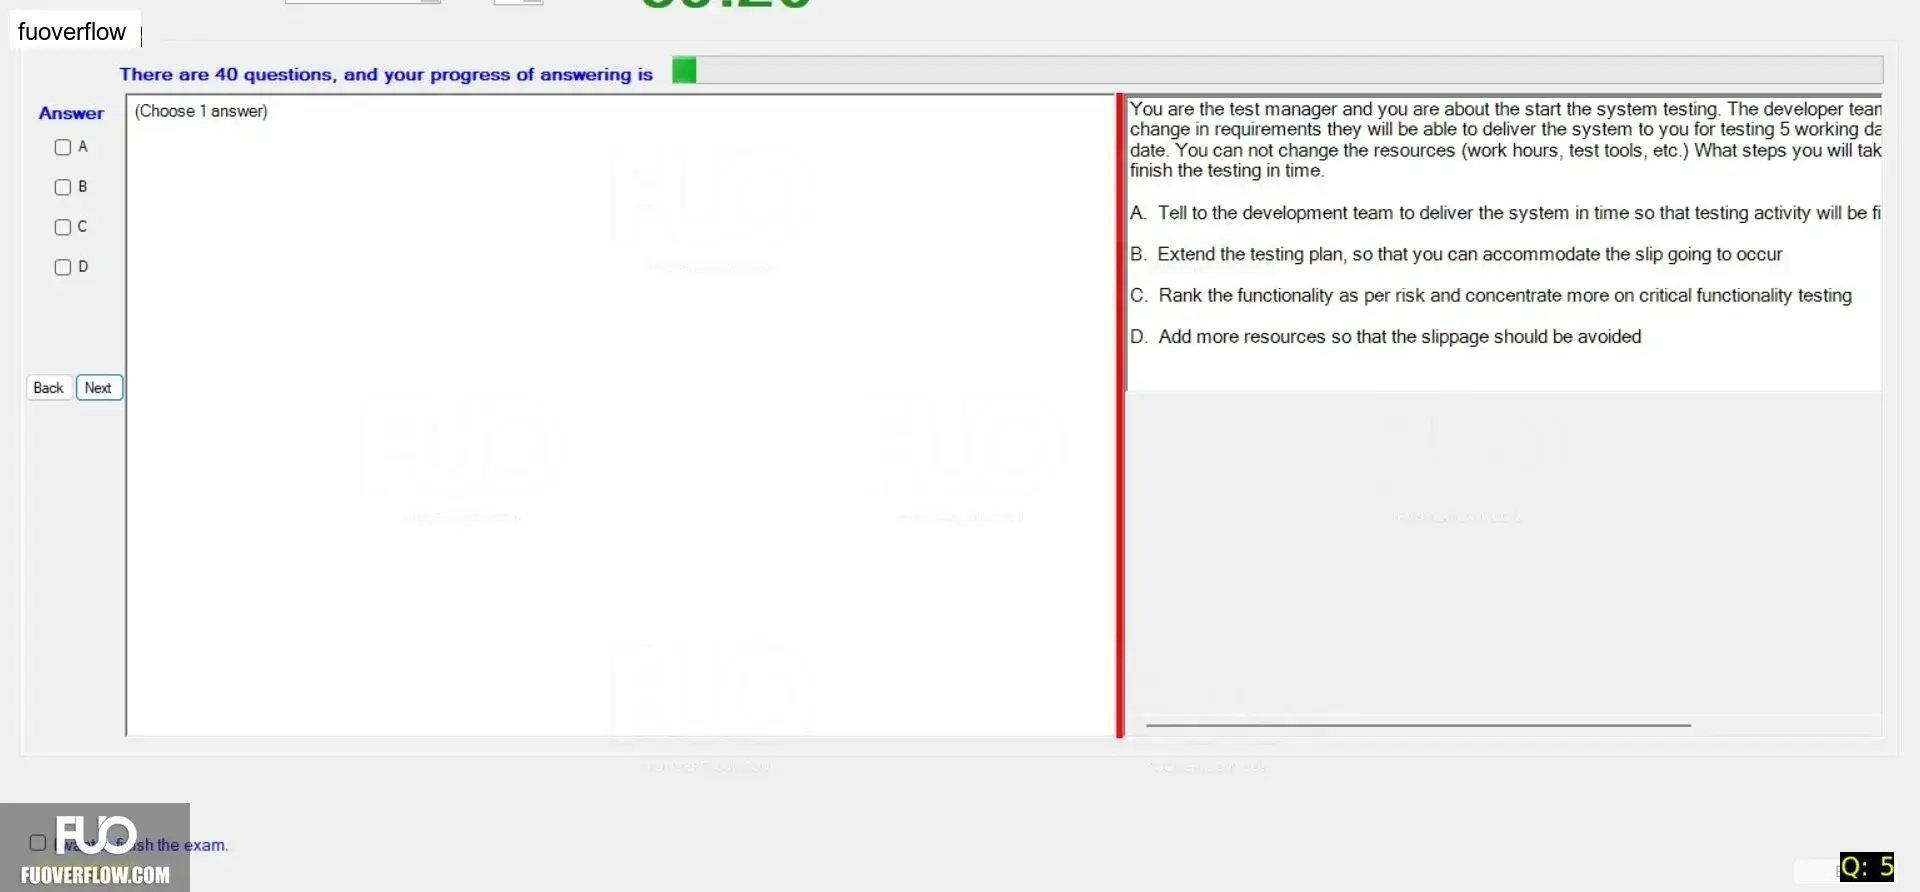 fuoverflow
There are 40 questions, and your progress of answering is
Answer
A
B
C
D
Back
Next
(Choose 1 answer)
You are the test manager and you are about the start the system testing. The developer
change in requirements they will be able to deliver the system to you for testing 5 working
date. You can not change the resources (work hours, test tools, etc.) What steps you will
finish the testing in time.
A. Tell to the development team to deliver the system in time so that testing activity will be
B. Extend the testing plan, so that you can accommodate the slip going to occur
C. Rank the functionality as per risk and concentrate more on critical functionality testing
D. Add more resources so that the slippage should be avoided
the exam.
FUO
FUOVERFLOW.COM
Q: 5